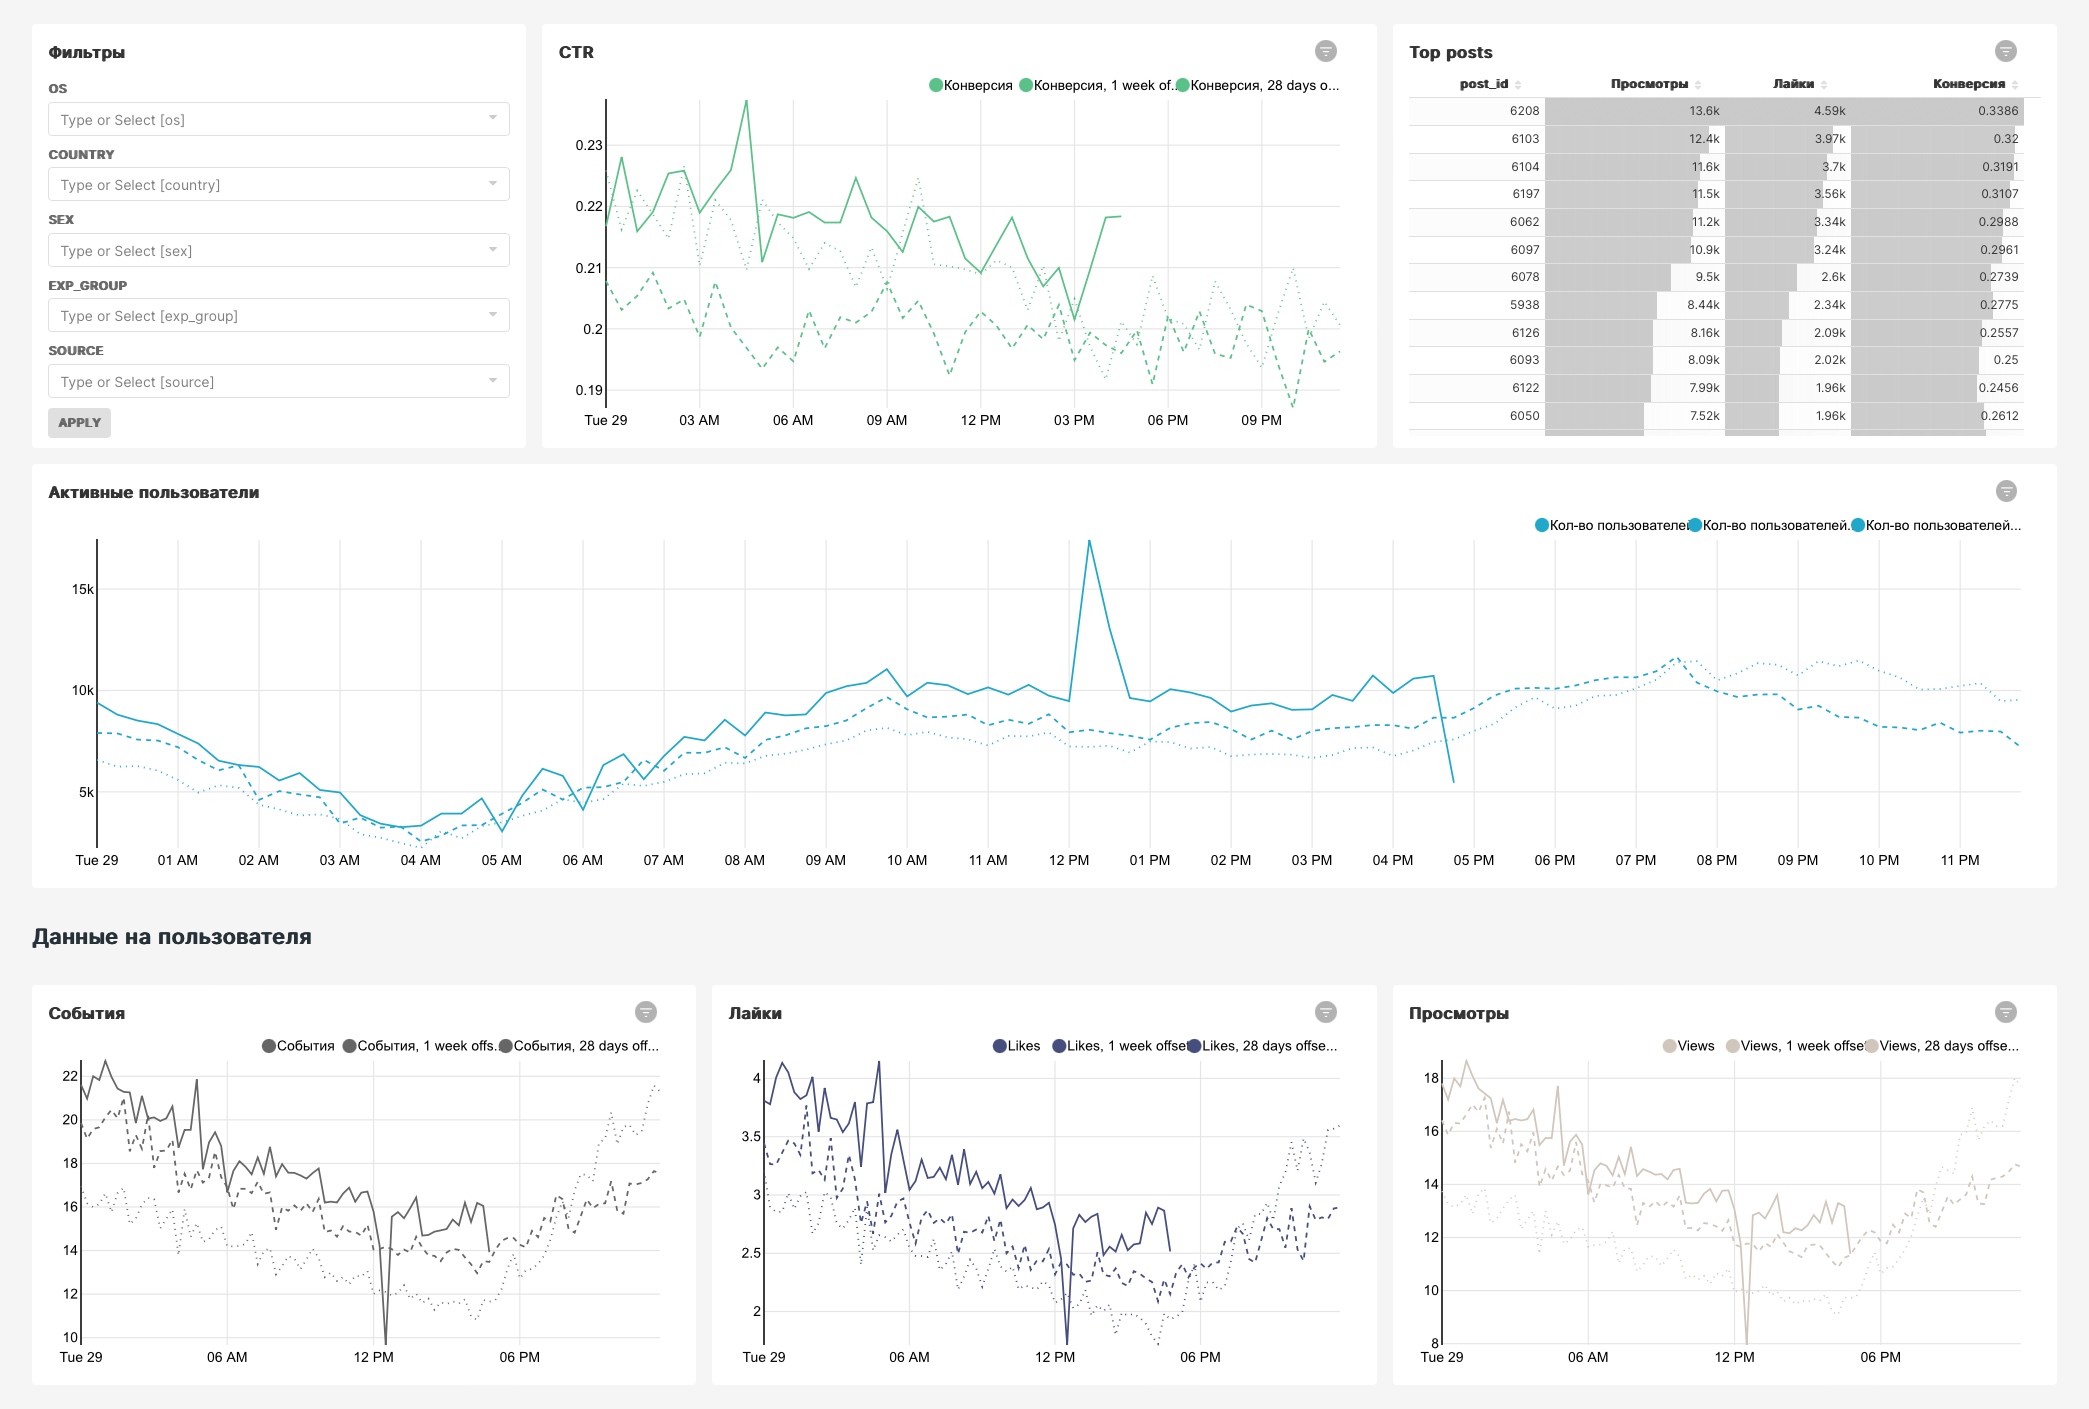 Фильтры
OS
Type or Select [os]
COUNTRY
Type or Select [country]
SEX
Type or Select [sex]
EXP_GROUP
Type or Select [exp_group]
SOURCE
Type or Select [source]
APPLY
CTR
Конверсия Конверсия, 1 week of... Конверсия, 28 days o...
0.23
0.22
0.21
0.2
0.19
Tue 29 03 AM 06 AM 09 AM 12 PM 03 PM 06 PM 09 PM
Top posts
post_id Просмотры Лайки Конверсия
6208 13.6k 4.59k 0.3386
6103 12.4k 3.97k 0.32
6104 11.6k 3.7k 0.3191
6197 11.5k 3.56k 0.3107
6062 11.2k 3.34k 0.2988
6097 10.9k 3.24k 0.2961
6078 9.5k 2.6k 0.2739
5938 8.44k 2.34k 0.2775
6126 8.16k 2.09k 0.2557
6093 8.09k 2.02k 0.25
6122 7.99k 1.96k 0.2456
6050 7.52k 1.96k 0.2612
Активные пользователи
Кол-во пользователей Кол-во пользователей... Кол-во пользователей...
15k
10k
5k
Tue 29 01 AM 02 AM 03 AM 04 AM 05 AM 06 AM 07 AM 08 AM 09 AM 10 AM 11 AM 12 PM 01 PM 02 PM 03 PM 04 PM 05 PM 06 PM 07 PM 08 PM 09 PM 10 PM 11 PM
Данные на пользователя
События
События События, 1 week offs... События, 28 days off...
22
20
18
16
14
12
10
Tue 29 06 AM 12 PM 06 PM
Лайки
Likes Likes, 1 week offset Likes, 28 days offse...
4
3.5
3
2.5
2
Tue 29 06 AM 12 PM 06 PM
Просмотры
Views Views, 1 week offset Views, 28 days offse...
18
16
14
12
10
8
Tue 29 06 AM 12 PM 06 PM